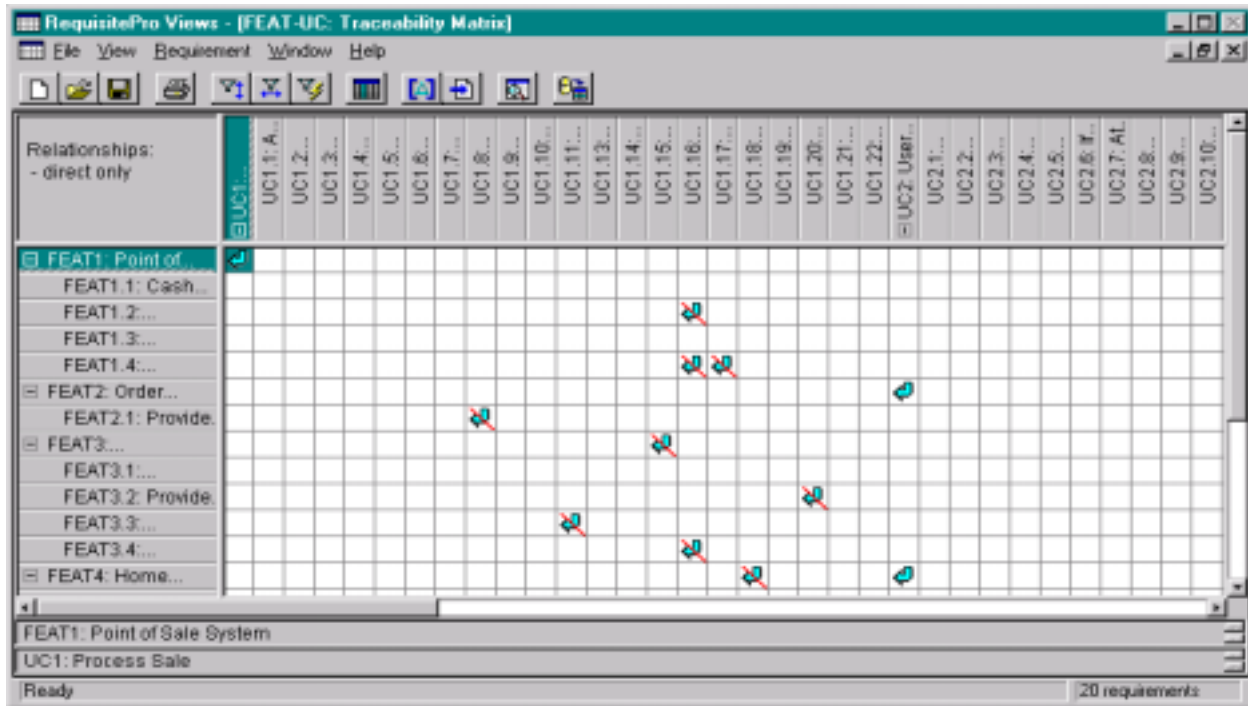 RequisitePro Views - [FEAT-UC: Traceability Matrix]
File View Requirement Window Help
Relationships:
- direct only
UC1:...
UC1.1: A...
UC1.2:...
UC1.3:...
UC1.4:...
UC1.5:...
UC1.6:...
UC1.7:...
UC1.8:...
UC1.9:...
UC1.10:...
UC1.11:...
UC1.13:...
UC1.14:...
UC1.15:...
UC1.16:...
UC1.17:...
UC1.18:...
UC1.19:...
UC1.20:...
UC1.21:...
UC1.22:...
UC2: User...
UC2.1:...
UC2.2:...
UC2.3:...
UC2.4:...
UC2.5:...
UC2.6: If...
UC2.7: At...
UC2.8:...
UC2.9:...
UC2.10:...
FEAT1: Point of...
FEAT1.1: Cash...
FEAT1.2:...
FEAT1.3:...
FEAT1.4:...
FEAT2: Order...
FEAT2.1: Provide...
FEAT3:...
FEAT3.1:...
FEAT3.2: Provide...
FEAT3.3:...
FEAT3.4:...
FEAT4: Home...
FEAT1: Point of Sale System
UC1: Process Sale
Ready
20 requirements